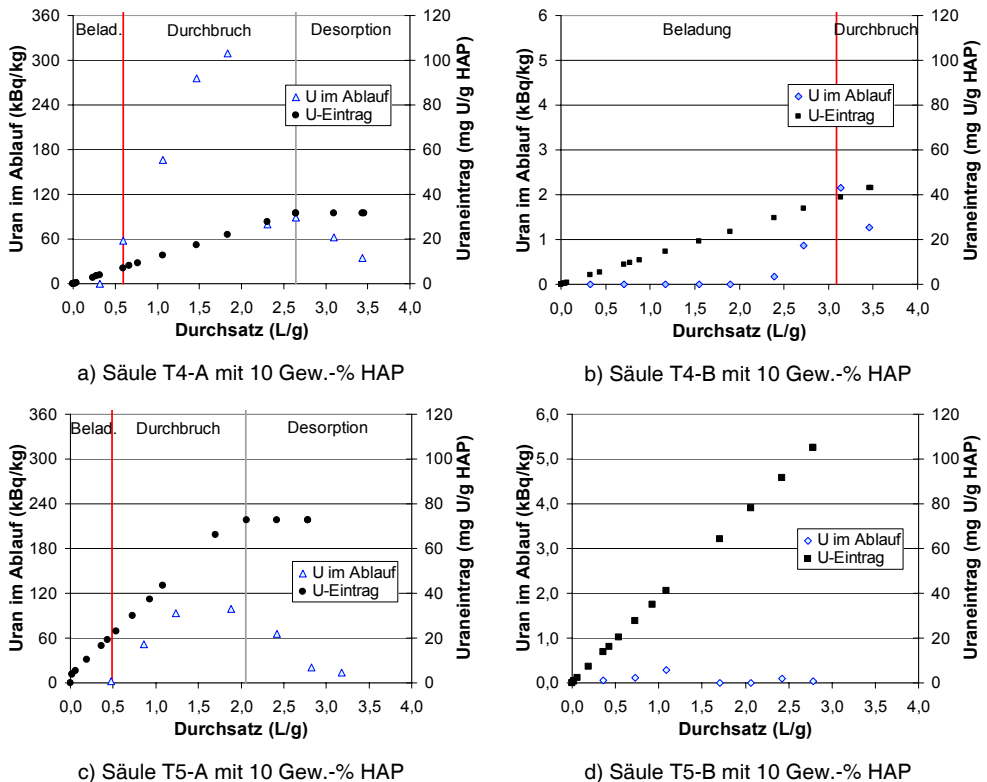 360
300
240
180
120
60
0
Uran im Ablauf (kBq/kg)
Belad.
Durchbruch
Desorption
U im Ablauf
U-Eintrag
120
100
80
60
40
20
0
Uraneintrag (mg U/g HAP)
0,0 0,5 1,0 1,5 2,0 2,5 3,0 3,5 4,0
Durchsatz (L/g)
a) Säule T4-A mit 10 Gew.-% HAP
6
5
4
3
2
1
0
Uran im Ablauf (kBq/kg)
Beladung
Durchbruch
U im Ablauf
U-Eintrag
120
100
80
60
40
20
0
Uraneintrag (mg U/g HAP)
0,0 0,5 1,0 1,5 2,0 2,5 3,0 3,5 4,0
Durchsatz (L/g)
b) Säule T4-B mit 10 Gew.-% HAP
360
300
240
180
120
60
0
Uran im Ablauf (kBq/kg)
Belad.
Durchbruch
Desorption
U im Ablauf
U-Eintrag
120
100
80
60
40
20
0
Uraneintrag (mg U/g HAP)
0,0 0,5 1,0 1,5 2,0 2,5 3,0 3,5 4,0
Durchsatz (L/g)
c) Säule T5-A mit 10 Gew.-% HAP
6,0
5,0
4,0
3,0
2,0
1,0
0,0
Uran im Ablauf (kBq/kg)
U im Ablauf
U-Eintrag
120
100
80
60
40
20
0
Uraneintrag (mg U/g HAP)
0,0 0,5 1,0 1,5 2,0 2,5 3,0 3,5 4,0
Durchsatz (L/g)
d) Säule T5-B mit 10 Gew.-% HAP